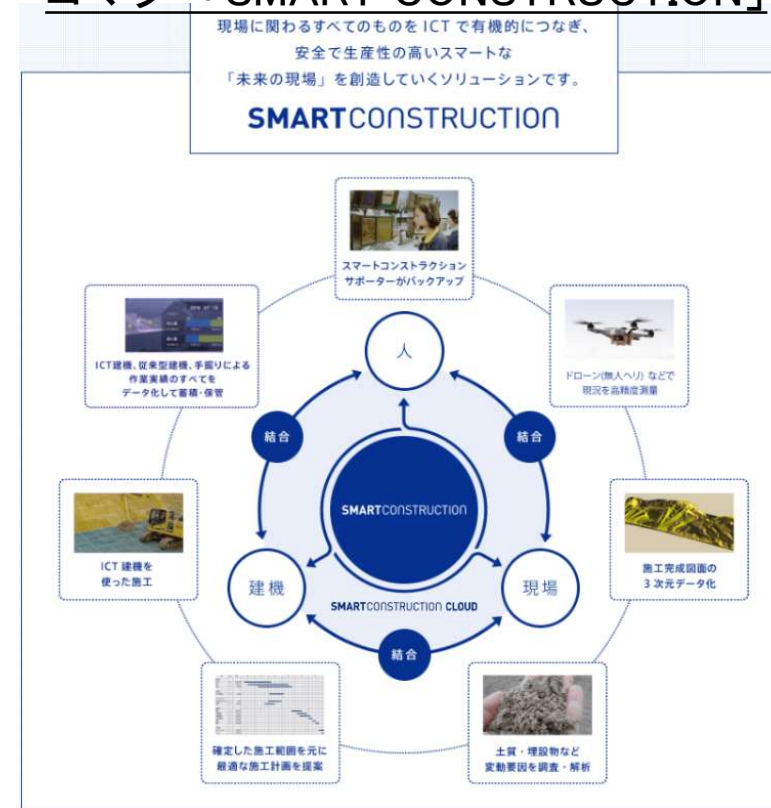 コマツの「SMART CONSTRUCTION」
現場に関わるすべてのものを ICT で有機的につなぎ、
安全で生産性の高いスマートな
「未来の現場」を創造していくソリューションです。
SMARTCONSTRUCTION
スマートコンストラクション
サポーターがバックアップ
ICT建機、従来型建機、手掘りによる
作業実績のすべてを
データ化して蓄積・保管
人
ドローン(無人ヘリ)などで
現況を高精度測量
結合
結合
SMARTCONSTRUCTION
ICT 建機を
使った施工
建機
現場
施工完成図面の
3 次元データ化
SMARTCONSTRUCTION CLOUD
結合
確定した施工範囲を元に
最適な施工計画を提案
土質・埋設物など
変動要因を調査・解析